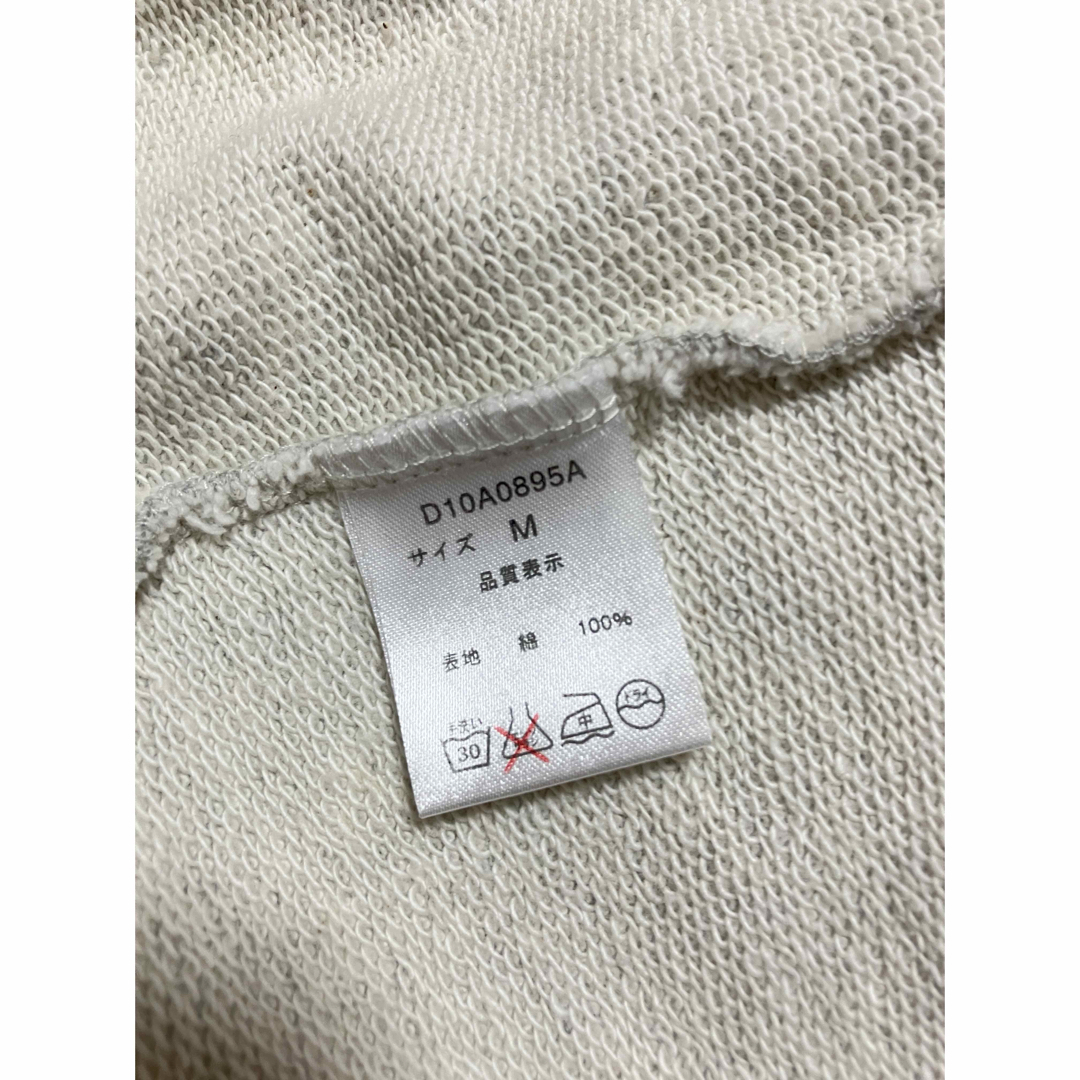 D10A0895A
サイズ M
品質表示
表地 綿 100%
30 中 ドライ